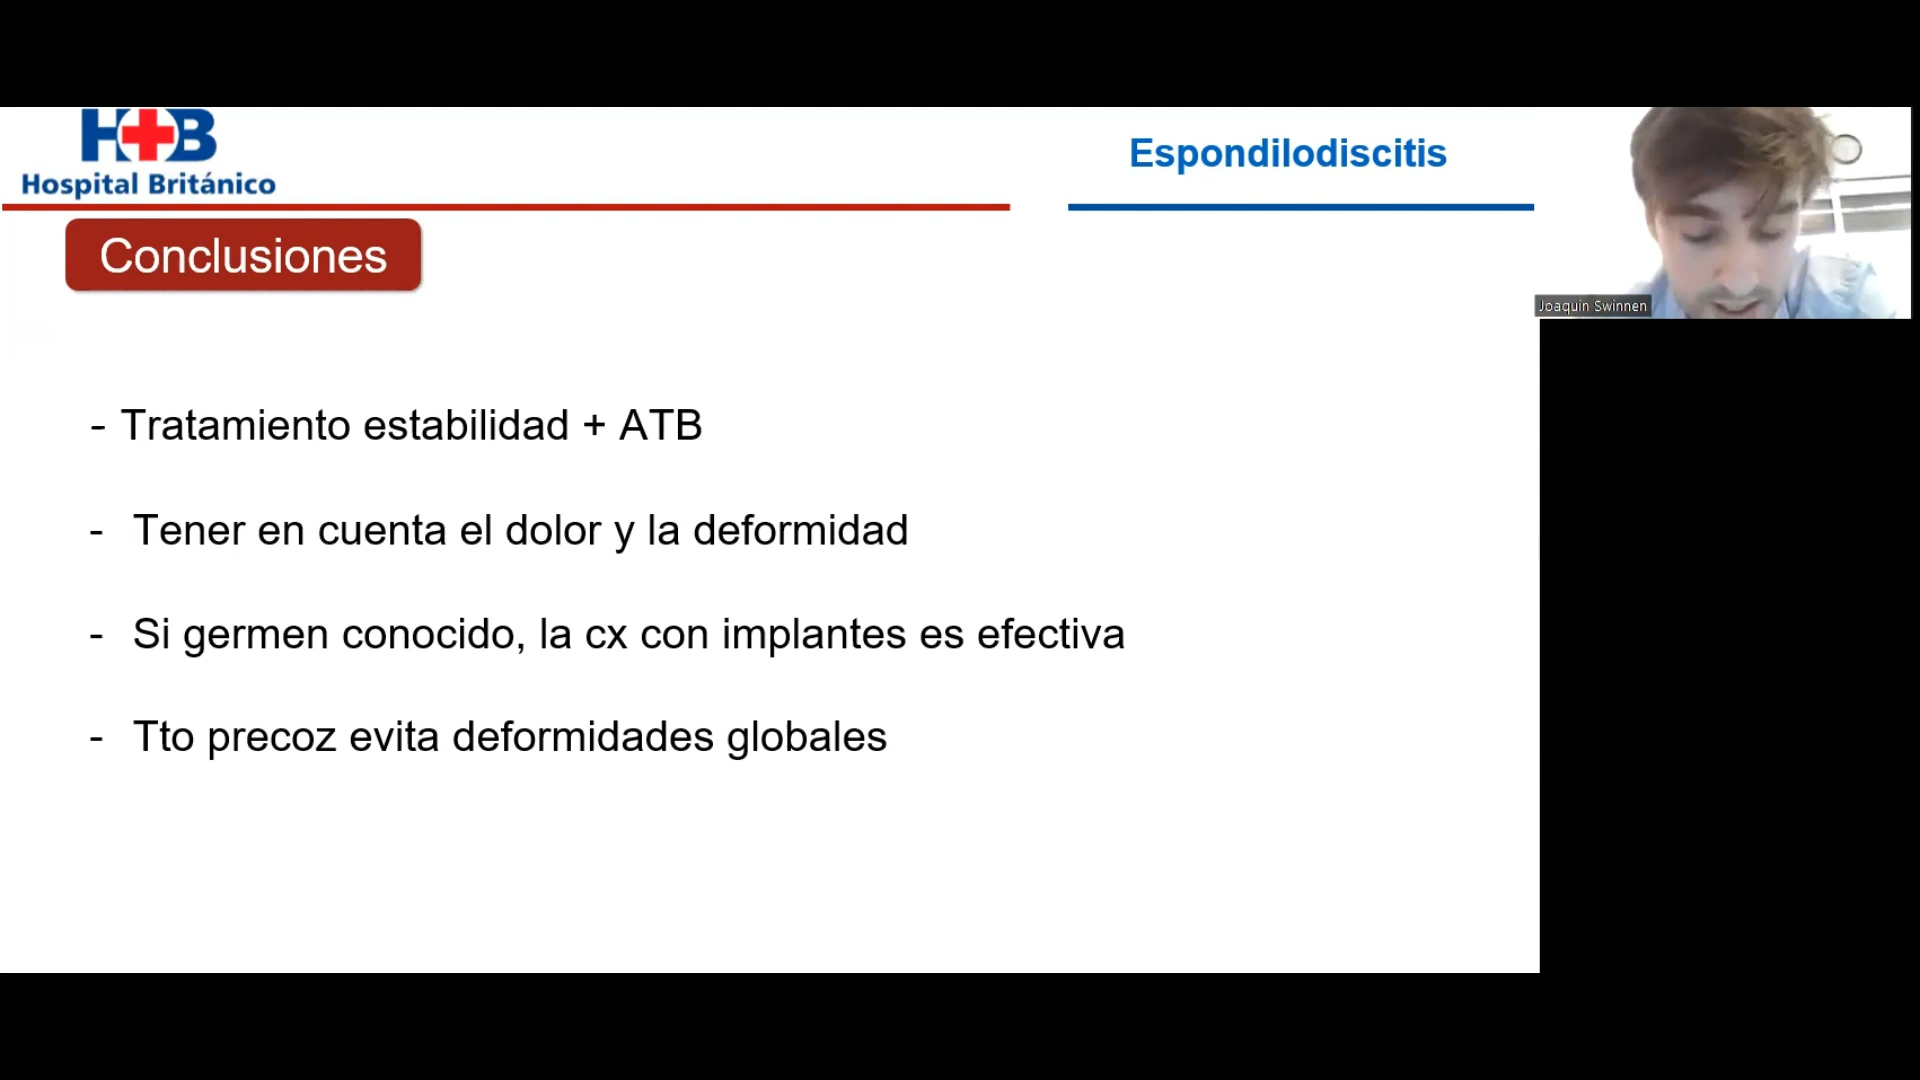 H+B
Hospital Británico
Espondilodiscitis
Conclusiones
Joaquin Swinnen
- Tratamiento estabilidad + ATB
- Tener en cuenta el dolor y la deformidad
- Si germen conocido, la cx con implantes es efectiva
- Tto precoz evita deformidades globales